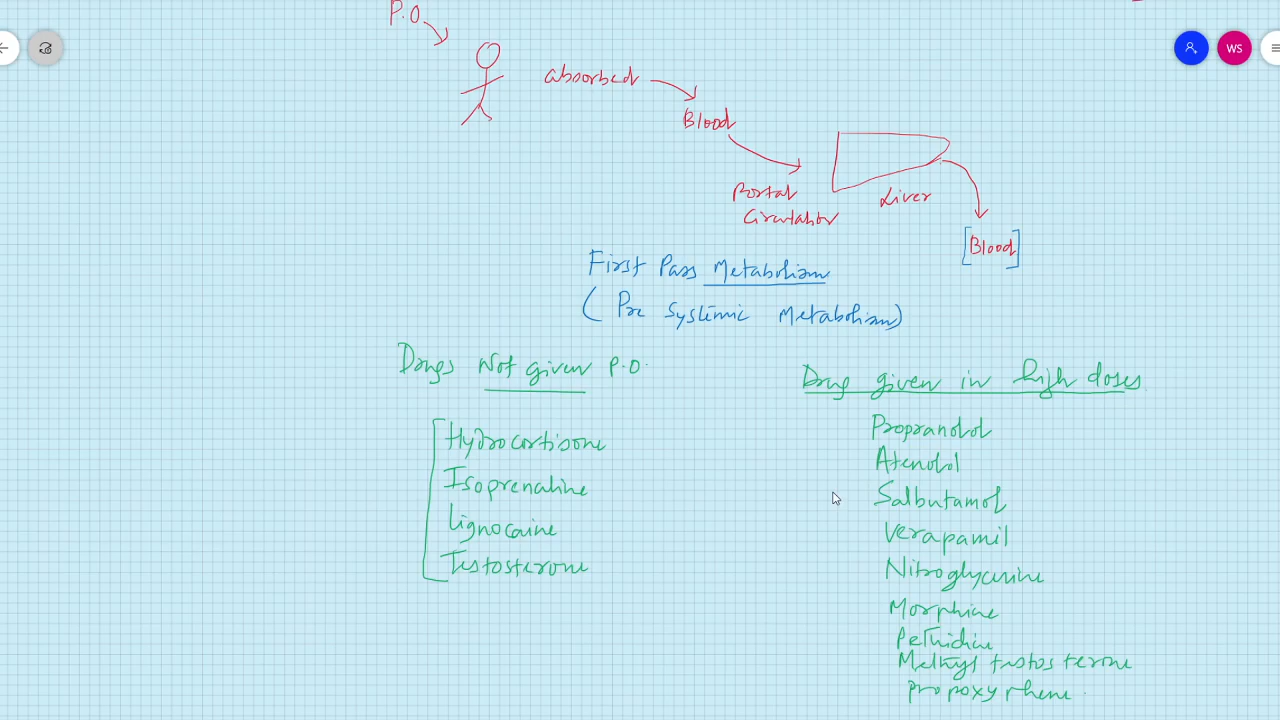 P.O
WS
absorbed
Blood
Portal
Circulation
Liver
[Blood]
First Pass Metabolism
(Pre Systemic Metabolism)
Drugs Not given P.O.
Hydrocortisone
Isoprenaline
Lignocaine
Testosterone
Drug given in high doses
Propranolol
Atenolol
Salbutamol
Verapamil
Nitroglycerine
Morphine
Pethidine
Methyl testosterone
Propoxyphene